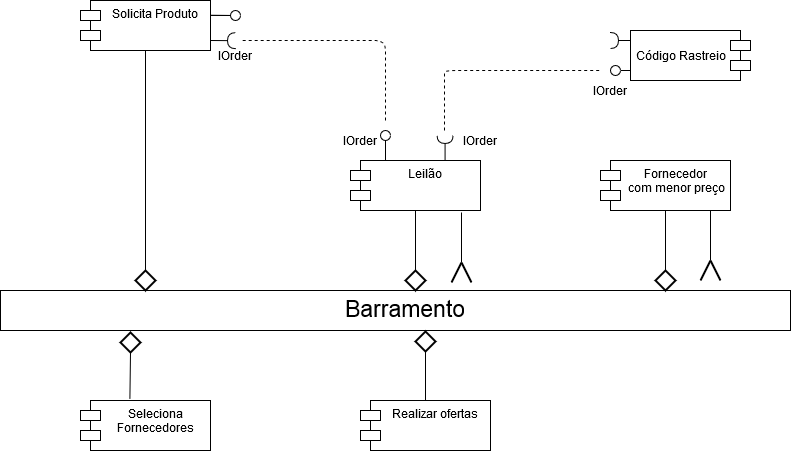 Solicita Produto
IOrder
Código Rastreio
IOrder
IOrder
IOrder
Leilão
Fornecedor
com menor preço
Barramento
Seleciona
Fornecedores
Realizar ofertas